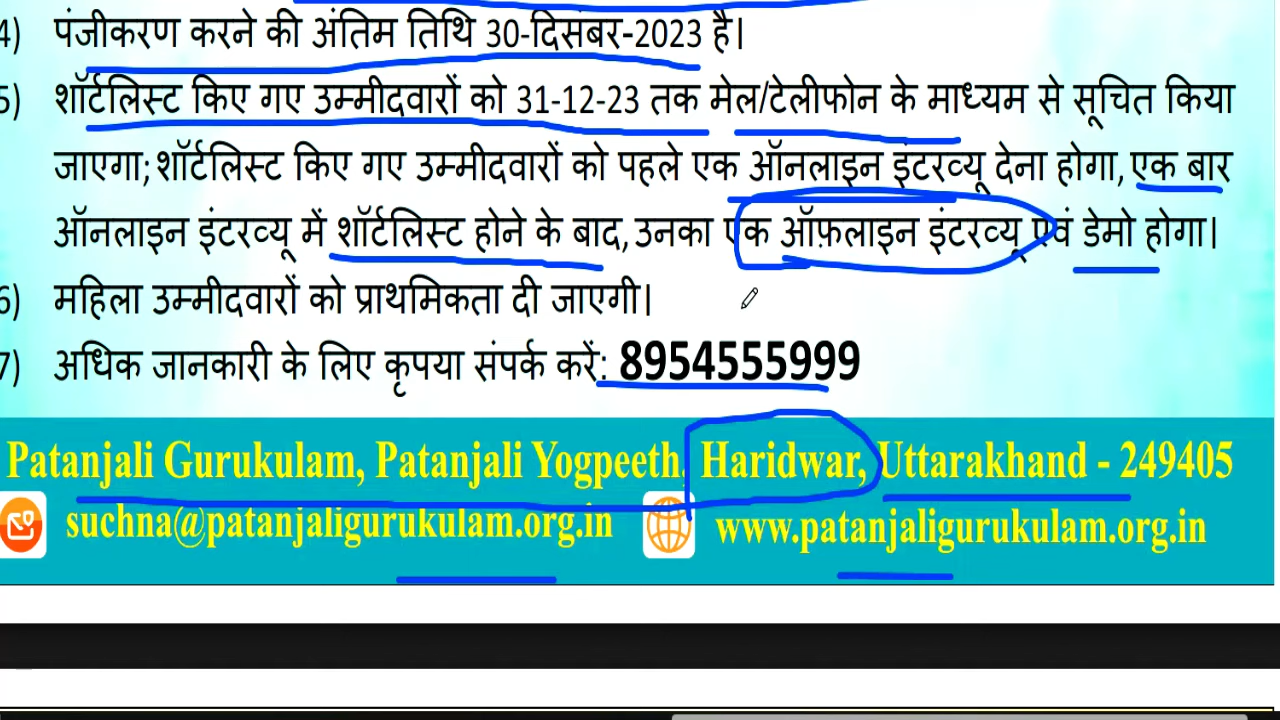 4) पंजीकरण करने की अंतिम तिथि 30-दिसंबर-2023 है।
5) शॉर्टलिस्ट किए गए उम्मीदवारों को 31-12-23 तक मेल/टेलीफोन के माध्यम से सूचित किया
जाएगा; शॉर्टलिस्ट किए गए उम्मीदवारों को पहले एक ऑनलाइन इंटरव्यू देना होगा, एक बार
ऑनलाइन इंटरव्यू में शॉर्टलिस्ट होने के बाद, उनका एक ऑफ़लाइन इंटरव्यू एवं डेमो होगा।
6) महिला उम्मीदवारों को प्राथमिकता दी जाएगी।
7) अधिक जानकारी के लिए कृपया संपर्क करें: 8954555999
Patanjali Gurukulam, Patanjali Yogpeeth, Haridwar, Uttarakhand - 249405
suchna@patanjaligurukulam.org.in www.patanjaligurukulam.org.in